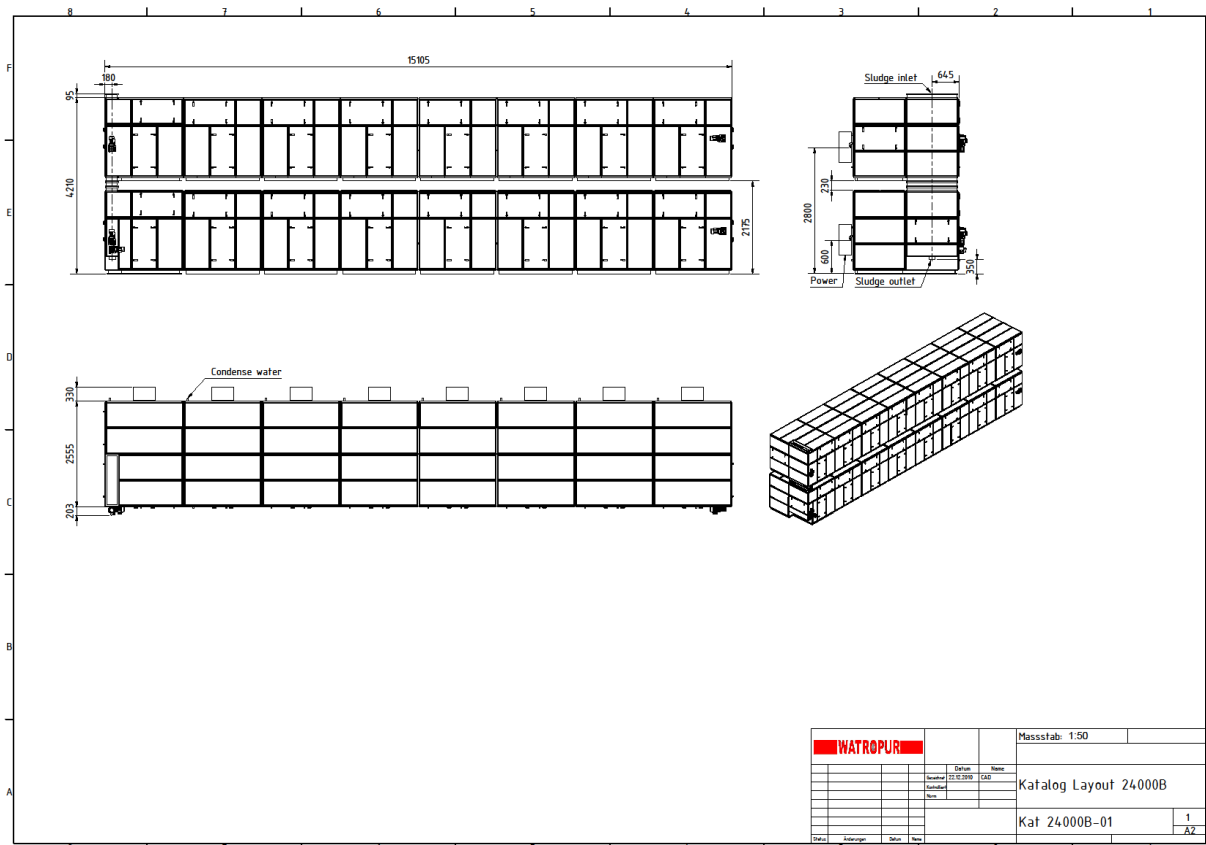 8 7 6 5 4 3 2 1
F
E
D
C
B
A
15105
180
95
4210
2175
Sludge inlet
645
2800
230
600
350
Power
Sludge outlet
Condense water
330
2555
203
WATROPUR
Massstab: 1:50
Datum Name
Gezeichnet 22.12.2010 CAD
Kontrolliert
Norm
Katalog Layout 24000B
Kat 24000B-01
1
A2
Status Änderungen Datum Name